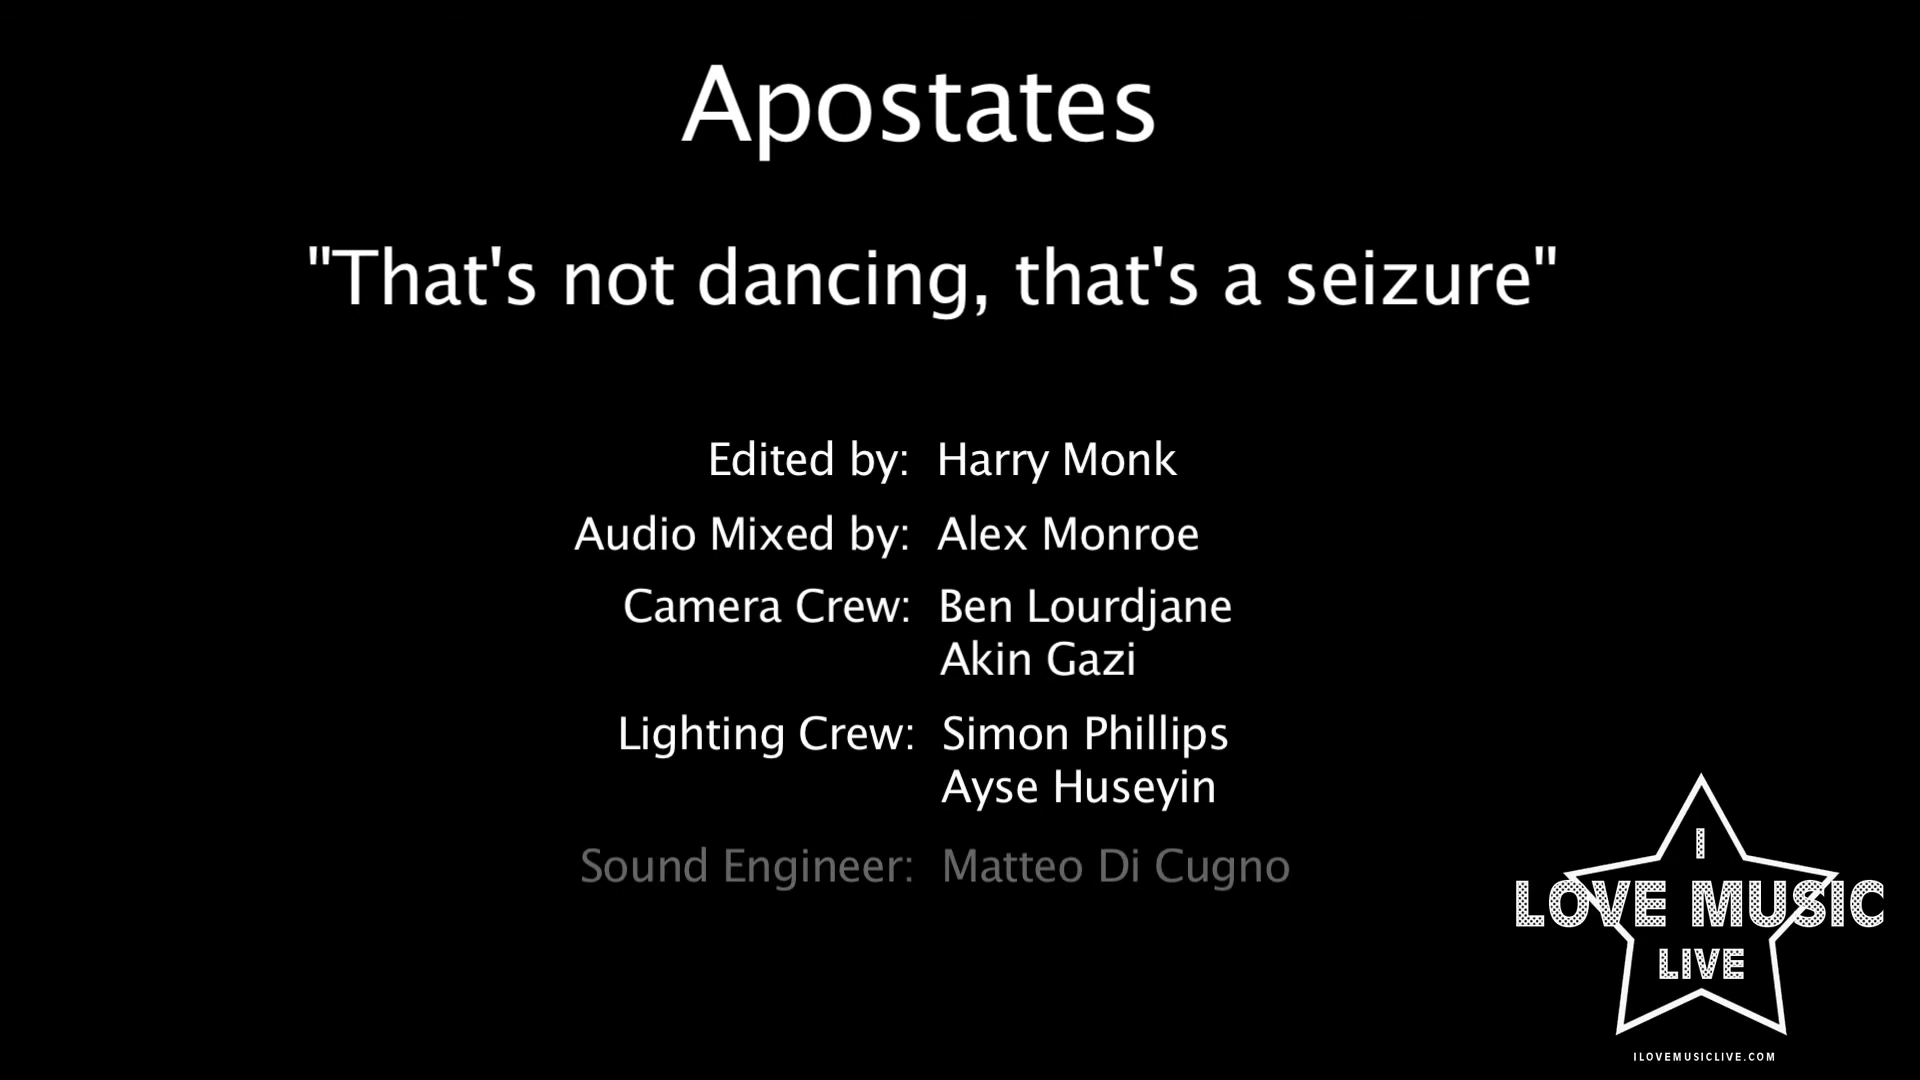 Apostates
"That's not dancing, that's a seizure"
Edited by: Harry Monk
Audio Mixed by: Alex Monroe
Camera Crew: Ben Lourdjane
Akin Gazi
Lighting Crew: Simon Phillips
Ayse Huseyin
Sound Engineer: Matteo Di Cugno
I
LOVE MUSIC
LIVE
ILOVEMUSICLIVE.COM